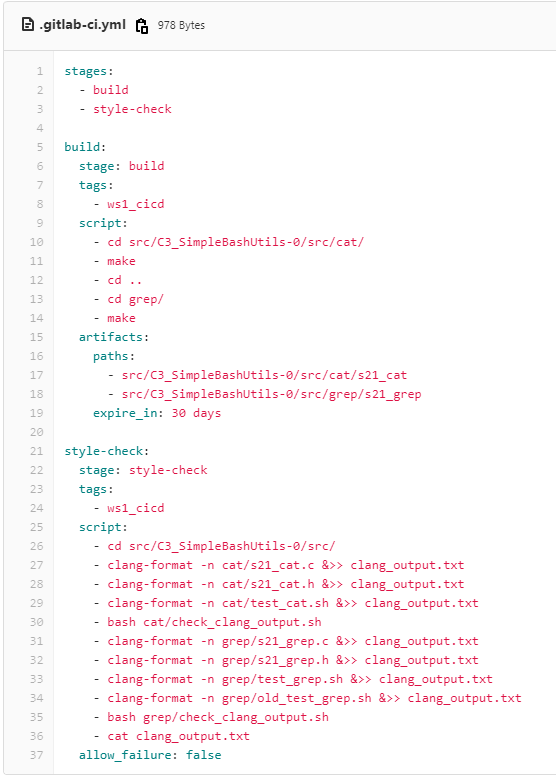 .gitlab-ci.yml 978 Bytes
1 stages:
2   - build
3   - style-check
4
5 build:
6   stage: build
7   tags:
8     - ws1_cicd
9   script:
10     - cd src/C3_SimpleBashUtils-0/src/cat/
11     - make
12     - cd ..
13     - cd grep/
14     - make
15   artifacts:
16     paths:
17       - src/C3_SimpleBashUtils-0/src/cat/s21_cat
18       - src/C3_SimpleBashUtils-0/src/grep/s21_grep
19     expire_in: 30 days
20
21 style-check:
22   stage: style-check
23   tags:
24     - ws1_cicd
25   script:
26     - cd src/C3_SimpleBashUtils-0/src/
27     - clang-format -n cat/s21_cat.c &>> clang_output.txt
28     - clang-format -n cat/s21_cat.h &>> clang_output.txt
29     - clang-format -n cat/test_cat.sh &>> clang_output.txt
30     - bash cat/check_clang_output.sh
31     - clang-format -n grep/s21_grep.c &>> clang_output.txt
32     - clang-format -n grep/s21_grep.h &>> clang_output.txt
33     - clang-format -n grep/test_grep.sh &>> clang_output.txt
34     - clang-format -n grep/old_test_grep.sh &>> clang_output.txt
35     - bash grep/check_clang_output.sh
36     - cat clang_output.txt
37   allow_failure: false